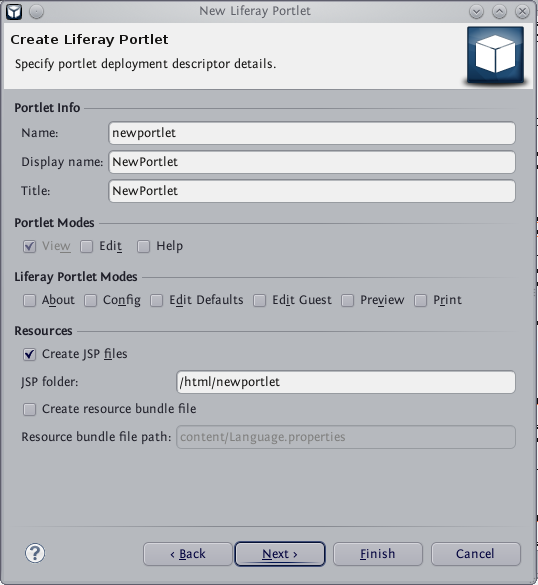 New Liferay Portlet
Create Liferay Portlet
Specify portlet deployment descriptor details.
Portlet Info
Name: newportlet
Display name: NewPortlet
Title: NewPortlet
Portlet Modes
View Edit Help
Liferay Portlet Modes
About Config Edit Defaults Edit Guest Preview Print
Resources
Create JSP files
JSP folder: /html/newportlet
Create resource bundle file
Resource bundle file path: content/Language.properties
? < Back Next > Finish Cancel